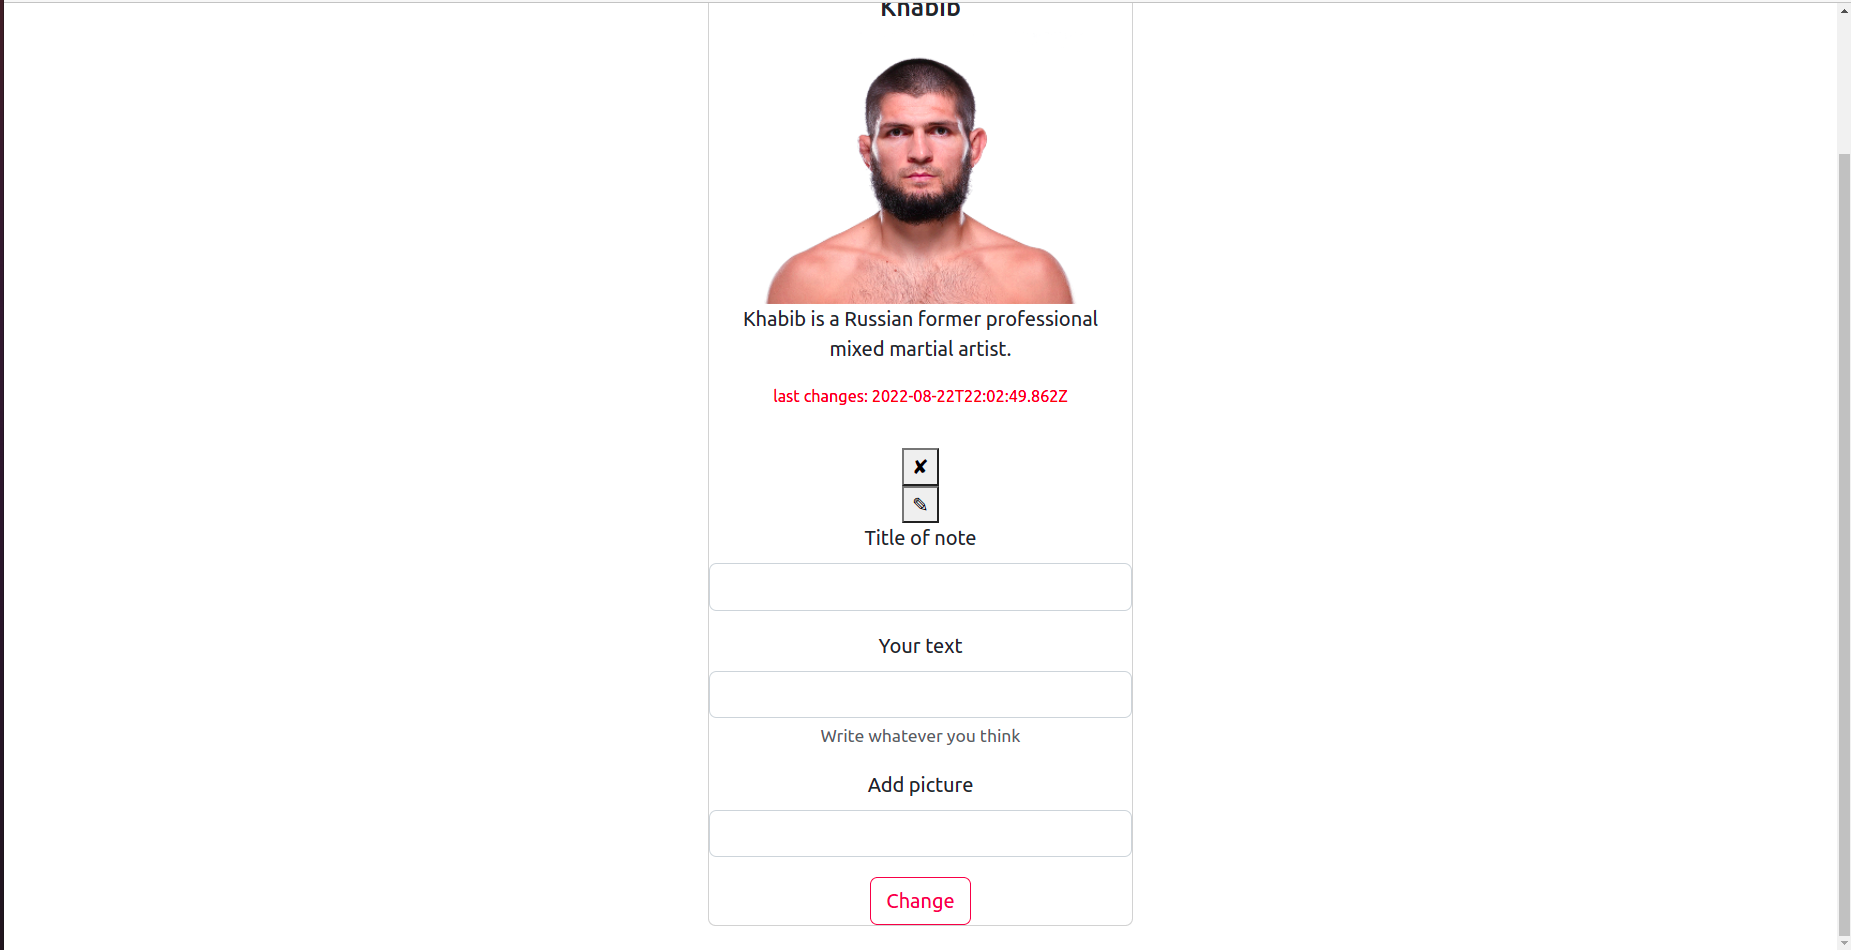 Khabib
Khabib is a Russian former professional
mixed martial artist.
last changes: 2022-08-22T22:02:49.862Z
✘
✎
Title of note
Your text
Write whatever you think
Add picture
Change